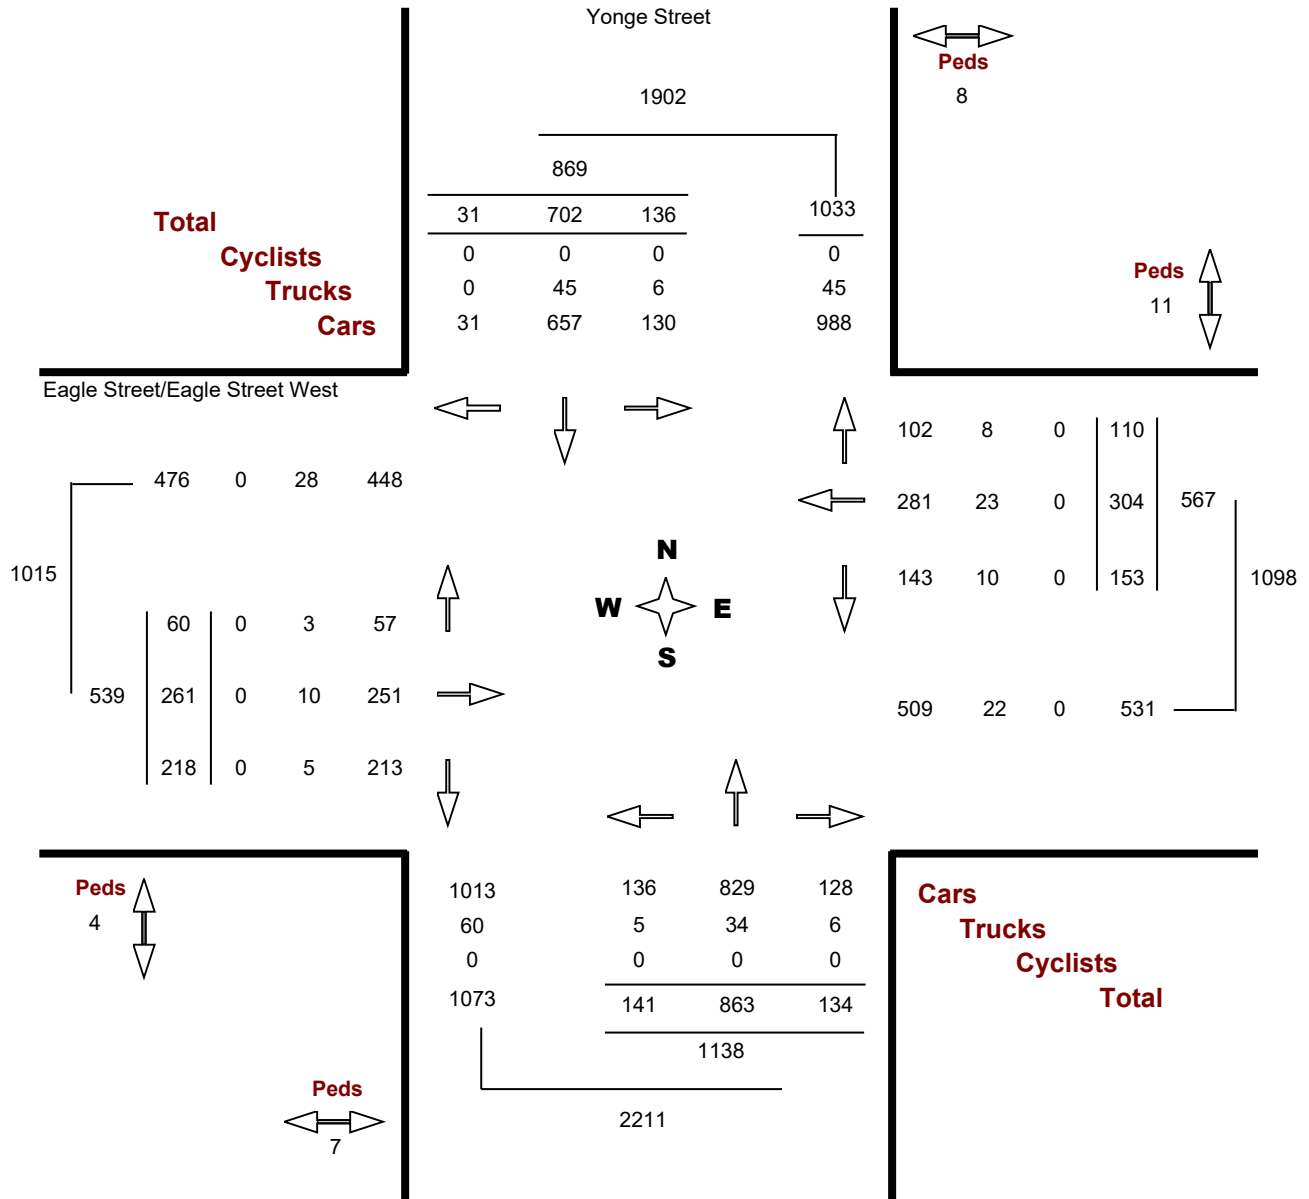 Yonge Street
Peds
8
1902
869
31 702 136 1033
Total
Cyclists
Trucks
Cars
0 0 0 0
0 45 6 45
31 657 130 988
Peds
11
Eagle Street/Eagle Street West
102 8 0 110
476 0 28 448
281 23 0 304 567
N
1015
143 10 0 153 1098
W E
S
60 0 3 57
539 261 0 10 251
509 22 0 531
218 0 5 213
Peds
4
1013 136 829 128
60 5 34 6
0 0 0 0
1073 141 863 134
Cars
Trucks
Cyclists
Total
1138
Peds
7
2211